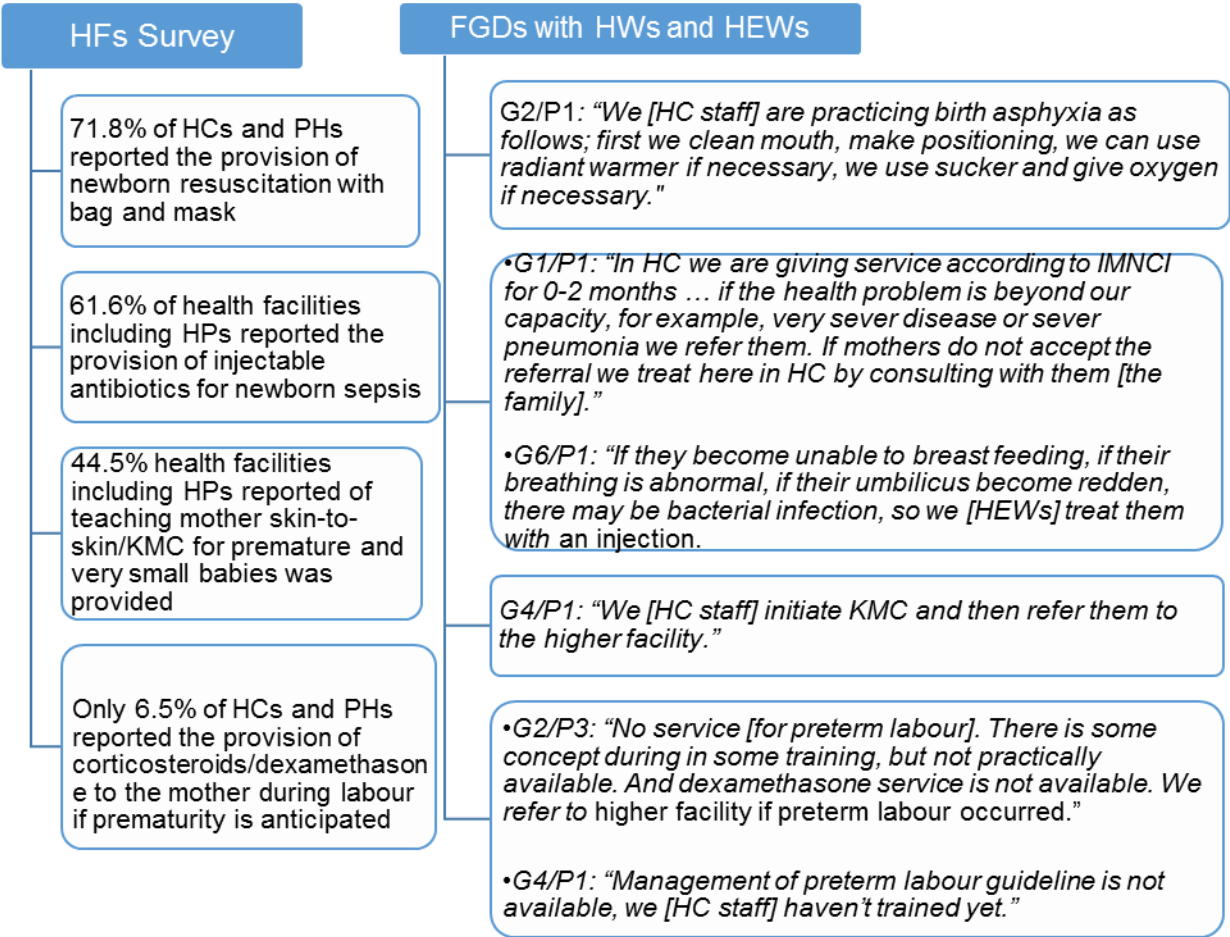 HFs Survey
71.8% of HCs and PHs
reported the provision of
newborn resuscitation with
bag and mask
61.6% of health facilities
including HPs reported the
provision of injectable
antibiotics for newborn sepsis
44.5% health facilities
including HPs reported of
teaching mother skin-to-
skin/KMC for premature and
very small babies was
provided
Only 6.5% of HCs and PHs
reported the provision of
corticosteroids/dexamethason
e to the mother during labour
if prematurity is anticipated
FGDs with HWs and HEWs
G2/P1: “We [HC staff] are practicing birth asphyxia as
follows; first we clean mouth, make positioning, we can use
radiant warmer if necessary, we use sucker and give oxygen
if necessary."
•G1/P1: “In HC we are giving service according to IMNCI
for 0-2 months … if the health problem is beyond our
capacity, for example, very sever disease or sever
pneumonia we refer them. If mothers do not accept the
referral we treat here in HC by consulting with them [the
family].”
•G6/P1: “If they become unable to breast feeding, if their
breathing is abnormal, if their umbilicus become redden,
there may be bacterial infection, so we [HEWs] treat them
with an injection.
G4/P1: “We [HC staff] initiate KMC and then refer them to
the higher facility.”
•G2/P3: “No service [for preterm labour]. There is some
concept during in some training, but not practically
available. And dexamethasone service is not available. We
refer to higher facility if preterm labour occurred.”
•G4/P1: “Management of preterm labour guideline is not
available, we [HC staff] haven’t trained yet.”